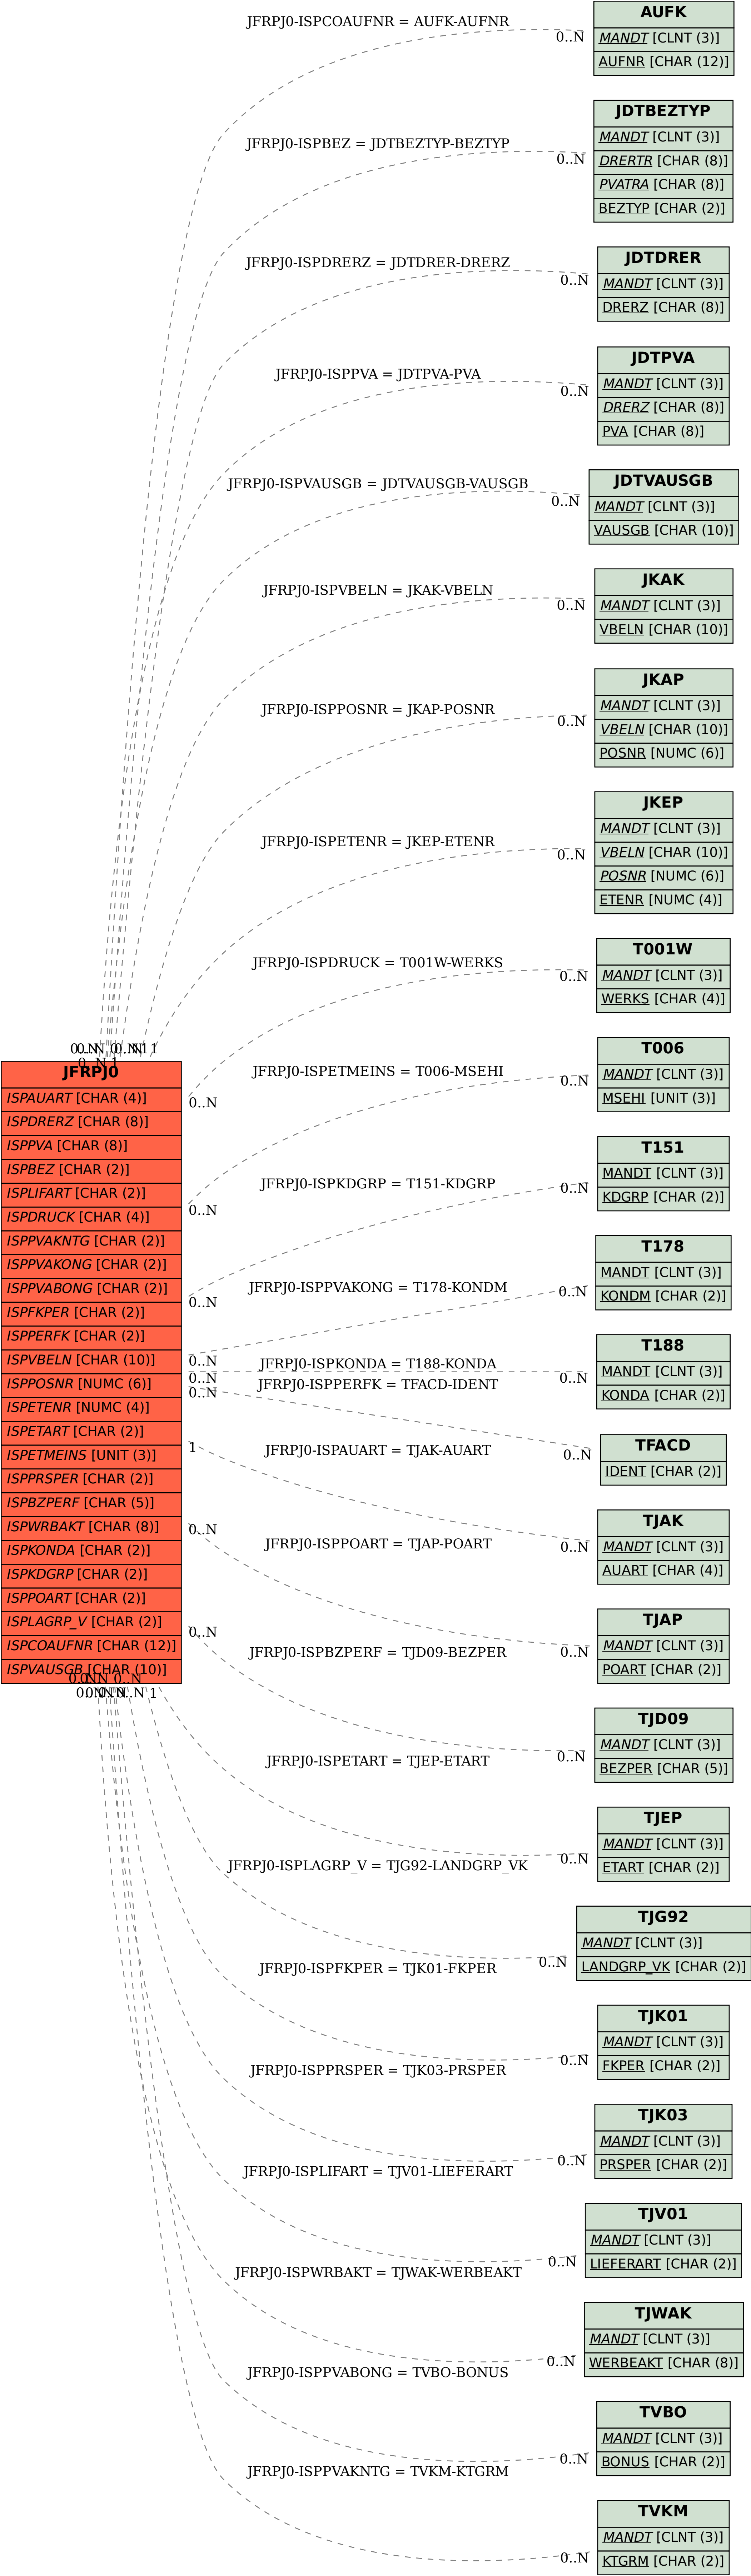 JFRPJ0-ISPCOAUFNR = AUFK-AUFNR
0..N
AUFK
MANDT [CLNT (3)]
AUFNR [CHAR (12)]
JFRPJ0-ISPBEZ = JDTBEZTYP-BEZTYP
0..N
JDTBEZTYP
MANDT [CLNT (3)]
DRERTR [CHAR (8)]
PVATRA [CHAR (8)]
BEZTYP [CHAR (2)]
JFRPJ0-ISPDRERZ = JDTDRER-DRERZ
0..N
JDTDRER
MANDT [CLNT (3)]
DRERZ [CHAR (8)]
JFRPJ0-ISPPVA = JDTPVA-PVA
0..N
JDTPVA
MANDT [CLNT (3)]
DRERZ [CHAR (8)]
PVA [CHAR (8)]
JFRPJ0-ISPVAUSGB = JDTVAUSGB-VAUSGB
0..N
JDTVAUSGB
MANDT [CLNT (3)]
VAUSGB [CHAR (10)]
JFRPJ0-ISPVBELN = JKAK-VBELN
0..N
JKAK
MANDT [CLNT (3)]
VBELN [CHAR (10)]
JFRPJ0-ISPPOSNR = JKAP-POSNR
0..N
JKAP
MANDT [CLNT (3)]
VBELN [CHAR (10)]
POSNR [NUMC (6)]
JFRPJ0-ISPETENR = JKEP-ETENR
0..N
JKEP
MANDT [CLNT (3)]
VBELN [CHAR (10)]
POSNR [NUMC (6)]
ETENR [NUMC (4)]
JFRPJ0-ISPDRUCK = T001W-WERKS
0..N
T001W
MANDT [CLNT (3)]
WERKS [CHAR (4)]
JFRPJ0-ISPETMEINS = T006-MSEHI
0..N
T006
MANDT [CLNT (3)]
MSEHI [UNIT (3)]
JFRPJ0-ISPKDGRP = T151-KDGRP
0..N
T151
MANDT [CLNT (3)]
KDGRP [CHAR (2)]
JFRPJ0-ISPPVAKONG = T178-KONDM
0..N
T178
MANDT [CLNT (3)]
KONDM [CHAR (2)]
JFRPJ0-ISPKONDA = T188-KONDA
0..N
T188
MANDT [CLNT (3)]
KONDA [CHAR (2)]
JFRPJ0-ISPPERFK = TFACD-IDENT
0..N
TFACD
IDENT [CHAR (2)]
JFRPJ0
ISPAUART [CHAR (4)]
ISPDRERZ [CHAR (8)]
ISPPVA [CHAR (8)]
ISPBEZ [CHAR (2)]
ISPLIFART [CHAR (2)]
ISPDRUCK [CHAR (4)]
ISPPVAKNTG [CHAR (2)]
ISPPVAKONG [CHAR (2)]
ISPPVABONG [CHAR (2)]
ISPFKPER [CHAR (2)]
ISPPERFK [CHAR (2)]
ISPVBELN [CHAR (10)]
ISPPOSNR [NUMC (6)]
ISPETENR [NUMC (4)]
ISPETART [CHAR (2)]
ISPETMEINS [UNIT (3)]
ISPPRSPER [CHAR (2)]
ISPBZPERF [CHAR (5)]
ISPWRBAKT [CHAR (8)]
ISPKONDA [CHAR (2)]
ISPKDGRP [CHAR (2)]
ISPPOART [CHAR (2)]
ISPLAGRP_V [CHAR (2)]
ISPCOAUFNR [CHAR (12)]
ISPVAUSGB [CHAR (10)]
0..N
0..N
0..N
0..N
0..N
0..N
1
0..N
0..N
JFRPJ0-ISPAUART = TJAK-AUART
0..N
TJAK
MANDT [CLNT (3)]
AUART [CHAR (4)]
JFRPJ0-ISPPOART = TJAP-POART
0..N
TJAP
MANDT [CLNT (3)]
POART [CHAR (2)]
JFRPJ0-ISPBZPERF = TJD09-BEZPER
0..N
TJD09
MANDT [CLNT (3)]
BEZPER [CHAR (5)]
JFRPJ0-ISPETART = TJEP-ETART
0..N
TJEP
MANDT [CLNT (3)]
ETART [CHAR (2)]
JFRPJ0-ISPLAGRP_V = TJG92-LANDGRP_VK
0..N
TJG92
MANDT [CLNT (3)]
LANDGRP_VK [CHAR (2)]
JFRPJ0-ISPFKPER = TJK01-FKPER
0..N
TJK01
MANDT [CLNT (3)]
FKPER [CHAR (2)]
JFRPJ0-ISPPRSPER = TJK03-PRSPER
0..N
TJK03
MANDT [CLNT (3)]
PRSPER [CHAR (2)]
JFRPJ0-ISPLIFART = TJV01-LIEFERART
0..N
TJV01
MANDT [CLNT (3)]
LIEFERART [CHAR (2)]
JFRPJ0-ISPWRBAKT = TJWAK-WERBEAKT
0..N
TJWAK
MANDT [CLNT (3)]
WERBEAKT [CHAR (8)]
JFRPJ0-ISPPVABONG = TVBO-BONUS
0..N
TVBO
MANDT [CLNT (3)]
BONUS [CHAR (2)]
JFRPJ0-ISPPVAKNTG = TVKM-KTGRM
0..N
TVKM
MANDT [CLNT (3)]
KTGRM [CHAR (2)]